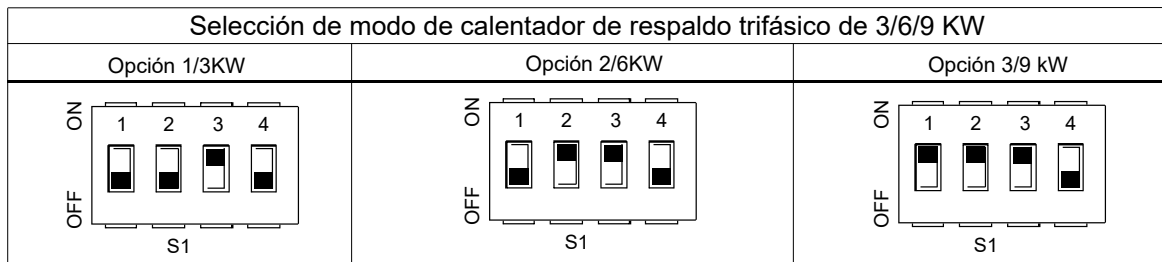 Selección de modo de calentador de respaldo trifásico de 3/6/9 KW
Opción 1/3KW
Opción 2/6KW
Opción 3/9 kW
ON
1 2 3 4
OFF
S1
ON
1 2 3 4
OFF
S1
ON
1 2 3 4
OFF
S1